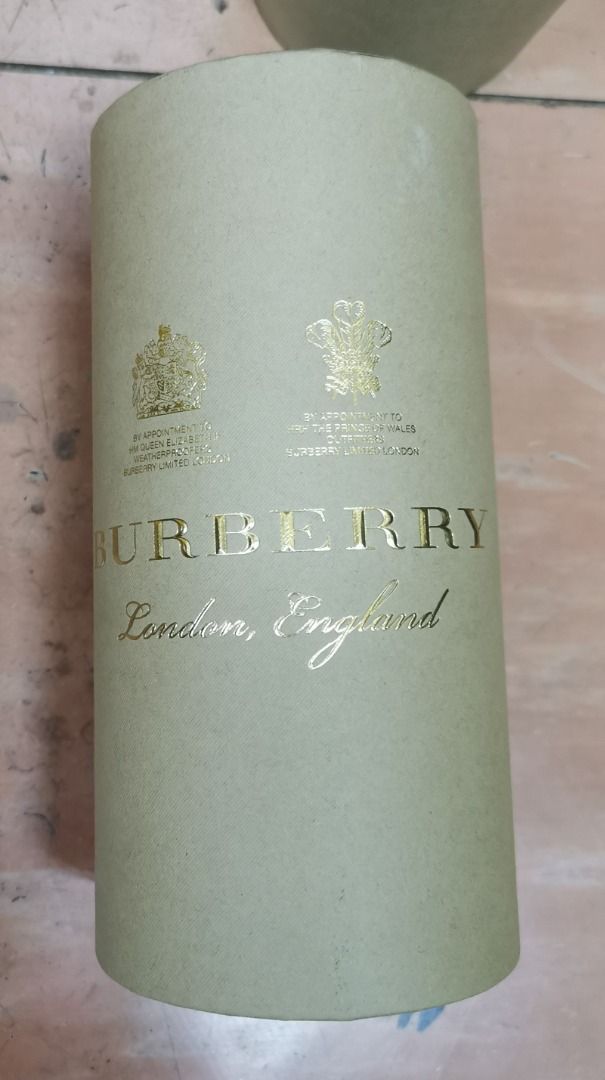 BY APPOINTMENT TO
HM QUEEN ELIZABETH II
WEATHERPROOFERS
BURBERRY LIMITED LONDON
BY APPOINTMENT TO
HRH THE PRINCE OF WALES
OUTFITTERS
BURBERRY LIMITED LONDON
BURBERRY
London, England